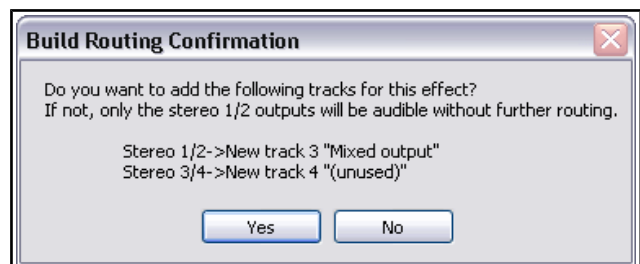 Build Routing Confirmation
Do you want to add the following tracks for this effect?
If not, only the stereo 1/2 outputs will be audible without further routing.
Stereo 1/2->New track 3 "Mixed output"
Stereo 3/4->New track 4 "(unused)"
Yes
No